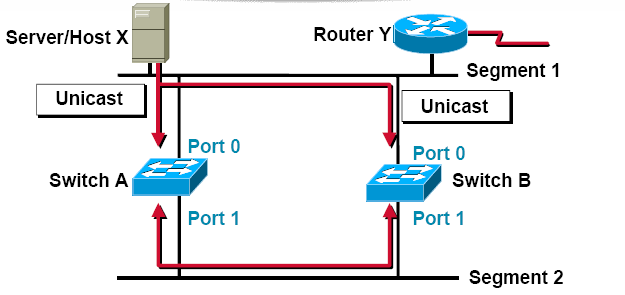 Server/Host X
Router Y
Segment 1
Unicast
Unicast
Port 0
Port 0
Switch A
Switch B
Port 1
Port 1
Segment 2